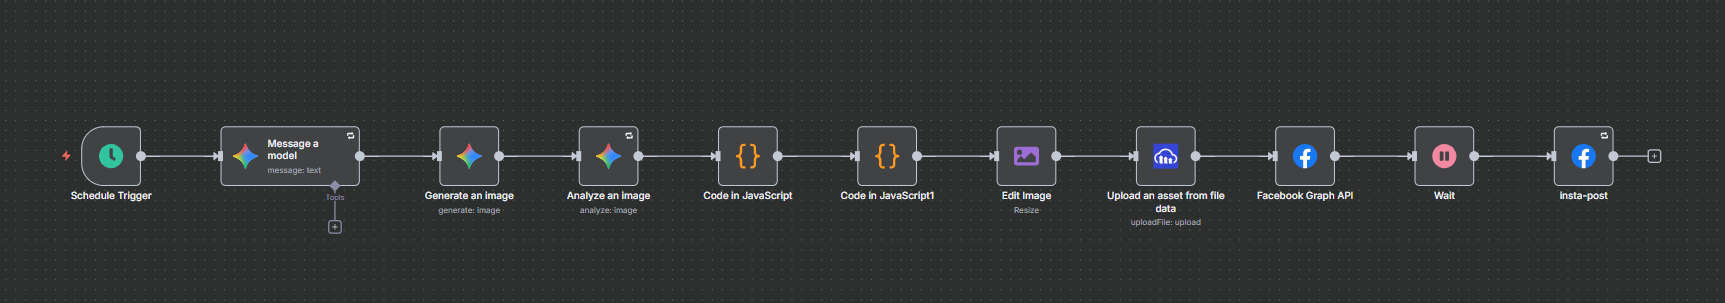 Message a
model
message: text
Tools
Schedule Trigger
Generate an image
generate: image
Analyze an image
analyze: image
Code in JavaScript
Code in JavaScript1
Edit Image
Resize
Upload an asset from file
data
uploadFile: upload
Facebook Graph API
Wait
insta-post